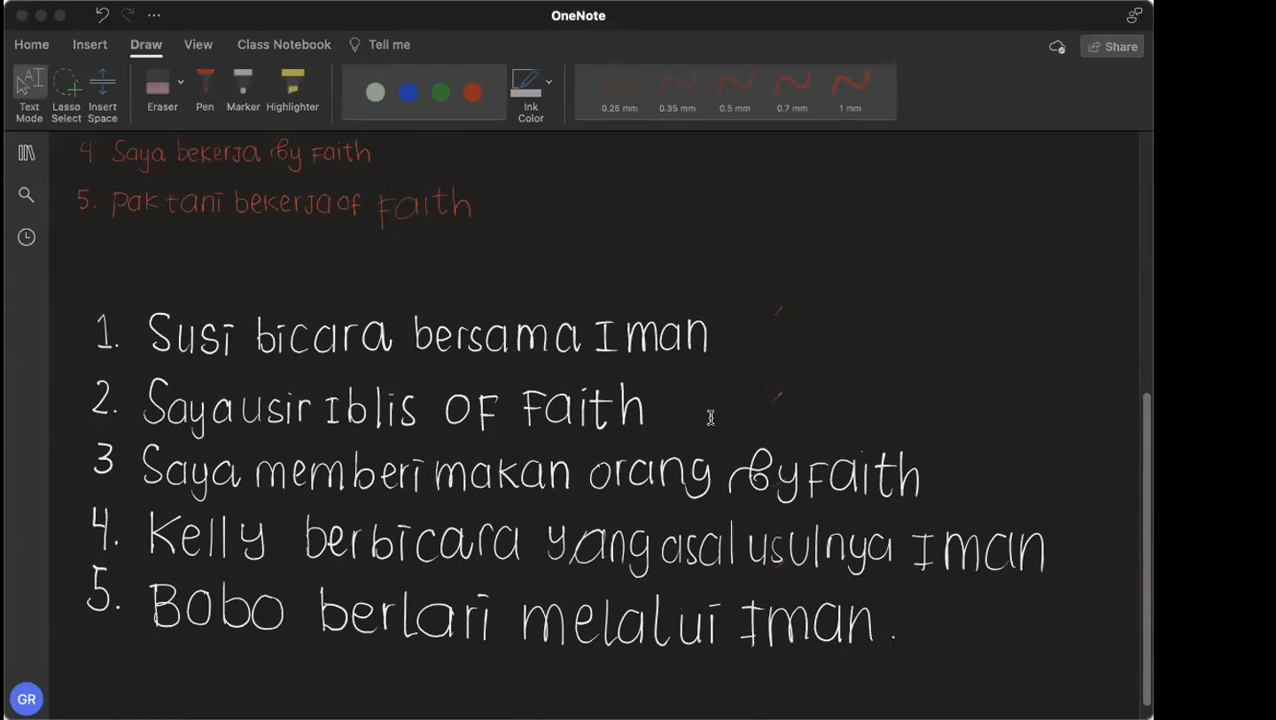 OneNote
Home Insert Draw View Class Notebook Tell me
Share
Text Mode
Lasso Select
Insert Space
Eraser
Pen
Marker
Highlighter
Ink Color
0.25 mm
0.35 mm
0.5 mm
0.7 mm
1 mm
4 Saya bekerja By Faith
5. pak tani bekerja of Faith
1. Susi bicara bersama Iman
2. Saya usir Iblis OF Faith
3 Saya memberi makan orang By Faith
4. Kelly berbicara yang asal usulnya Iman
5. Bobo berlari melalui Iman.
GR